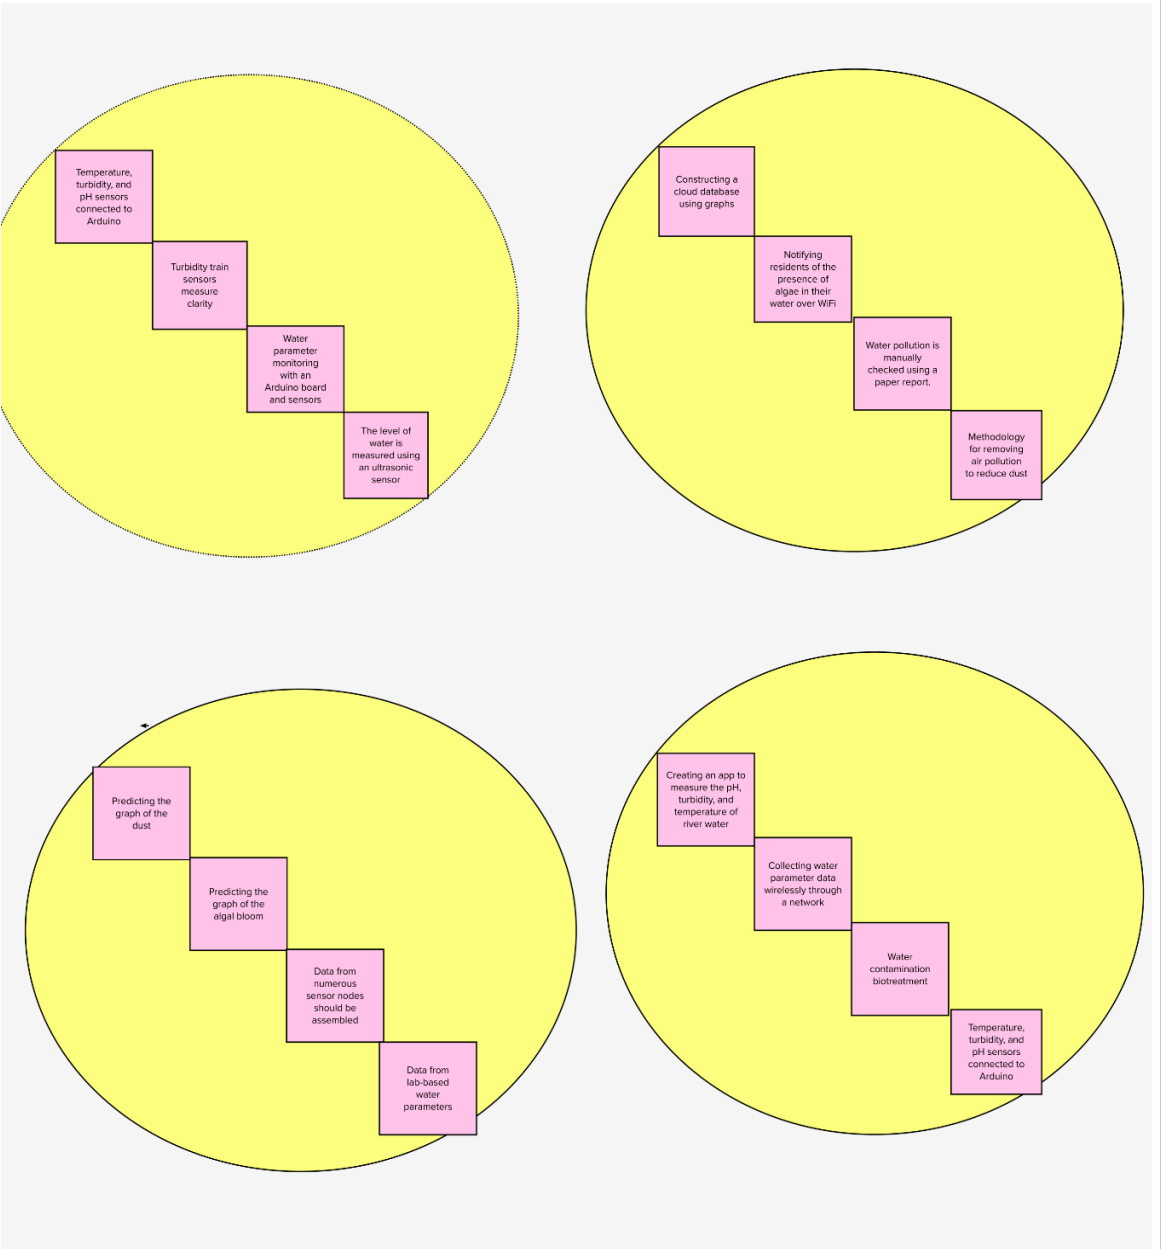 Temperature,
turbidity, and
pH sensors
connected to
Arduino
Turbidity train
sensors
measure
clarity
Water
parameter
monitoring
with an
Arduino board
and sensors
The level of
water is
measured using
an ultrasonic
sensor
Constructing a
cloud database
using graphs
Notifying
residents of the
presence of
algae in their
water over WiFi
Water pollution is
manually
checked using a
paper report.
Methodology
for removing
air pollution
to reduce dust
Predicting the
graph of the
dust
Predicting the
graph of the
algal bloom
Data from
numerous
sensor nodes
should be
assembled
Data from
lab-based
water
parameters
Creating an app to
measure the pH,
turbidity, and
temperature of
river water
Collecting water
parameter data
wirelessly through
a network
Water
contamination
biotreatment
Temperature,
turbidity, and
pH sensors
connected to
Arduino